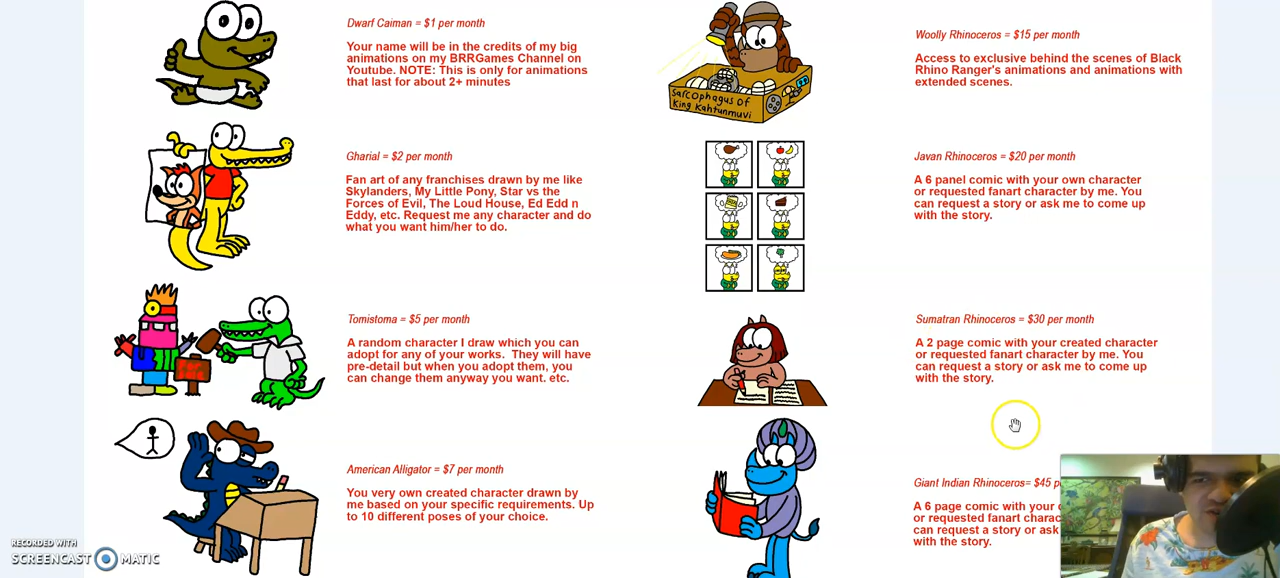 Dwarf Caiman = $1 per month
Your name will be in the credits of my big
animations on my BRRGames Channel on
Youtube. NOTE: This is only for animations
that last for about 2+ minutes
Gharial = $2 per month
Fan art of any franchises drawn by me like
Skylanders, My Little Pony, Star vs the
Forces of Evil, The Loud House, Ed Edd n
Eddy, etc. Request me any character and do
what you want him/her to do.
Tomistoma = $5 per month
A random character I draw which you can
adopt for any of your works. They will have
pre-detail but when you adopt them, you
can change them anyway you want. etc.
American Alligator = $7 per month
You very own created character drawn by
me based on your specific requirements. Up
to 10 different poses of your choice.
Sarcophagus of
King Kahtunmuvi
Woolly Rhinoceros = $15 per month
Access to exclusive behind the scenes of Black
Rhino Ranger's animations and animations with
extended scenes.
Javan Rhinoceros = $20 per month
A 6 panel comic with your own character
or requested fanart character by me. You
can request a story or ask me to come up
with the story.
Sumatran Rhinoceros = $30 per month
A 2 page comic with your created character
or requested fanart character by me. You
can request a story or ask me to come up
with the story.
Giant Indian Rhinoceros= $45 p
A 6 page comic with your
or requested fanart charac
can request a story or ask
with the story.
RECORDED WITH
SCREENCAST MATIC